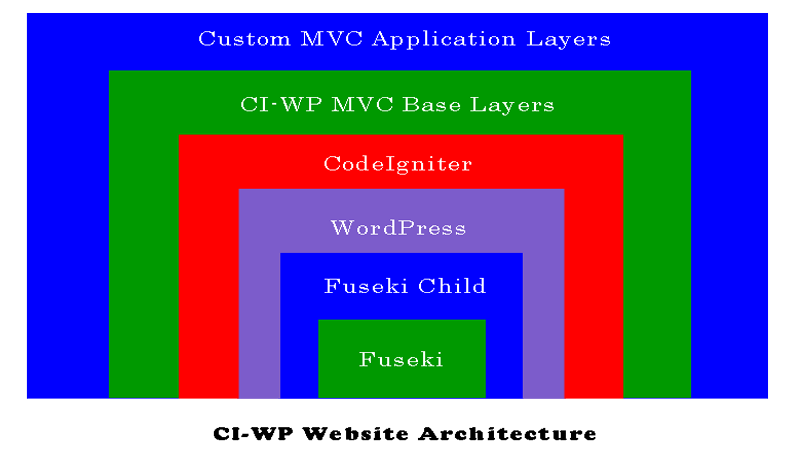 Custom MVC Application Layers
CI-WP MVC Base Layers
CodeIgniter
WordPress
Fuseki Child
Fuseki
CI-WP Website Architecture